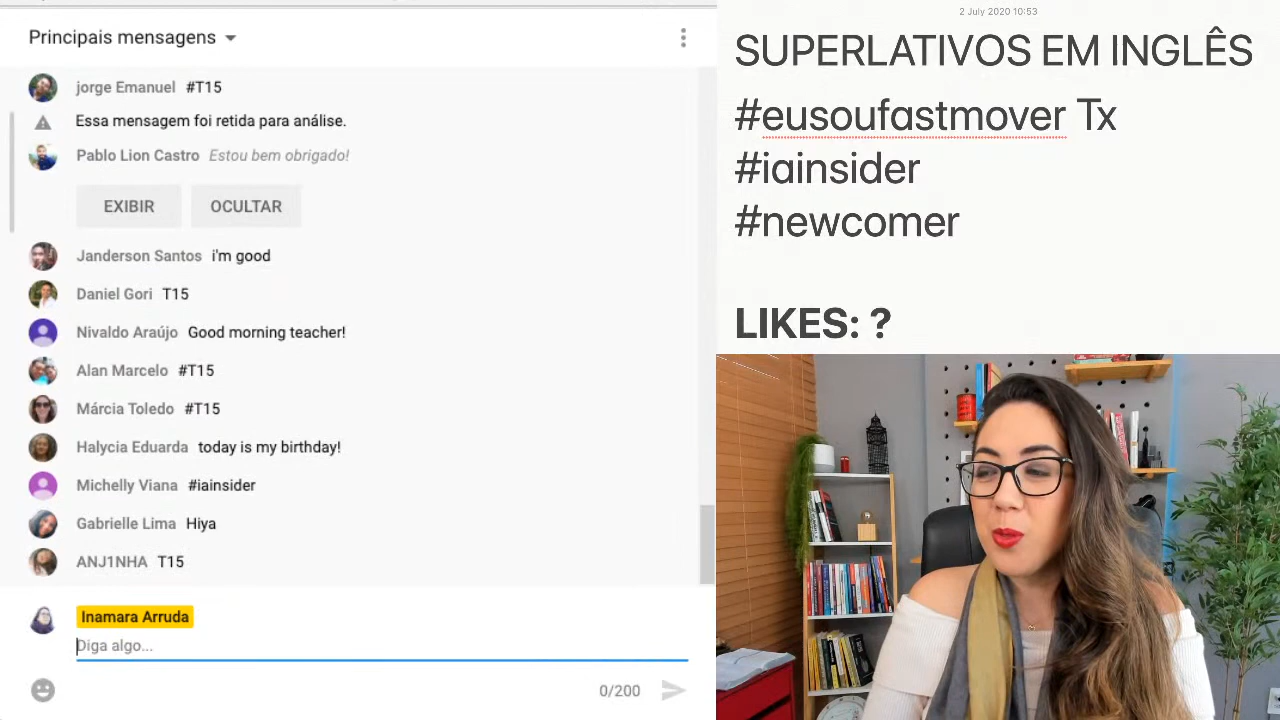 Principais mensagens
jorge Emanuel #T15
Essa mensagem foi retida para análise.
Pablo Lion Castro Estou bem obrigado!
EXIBIR OCULTAR
Janderson Santos i'm good
Daniel Gori T15
Nivaldo Araújo Good morning teacher!
Alan Marcelo #T15
Márcia Toledo #T15
Halycia Eduarda today is my birthday!
Michelly Viana #iainsider
Gabrielle Lima Hiya
ANJ1NHA T15
Inamara Arruda
Diga algo...
0/200
2 July 2020 10:53
SUPERLATIVOS EM INGLÊS
#eusoufastmover Tx
#iainsider
#newcomer
LIKES: ?